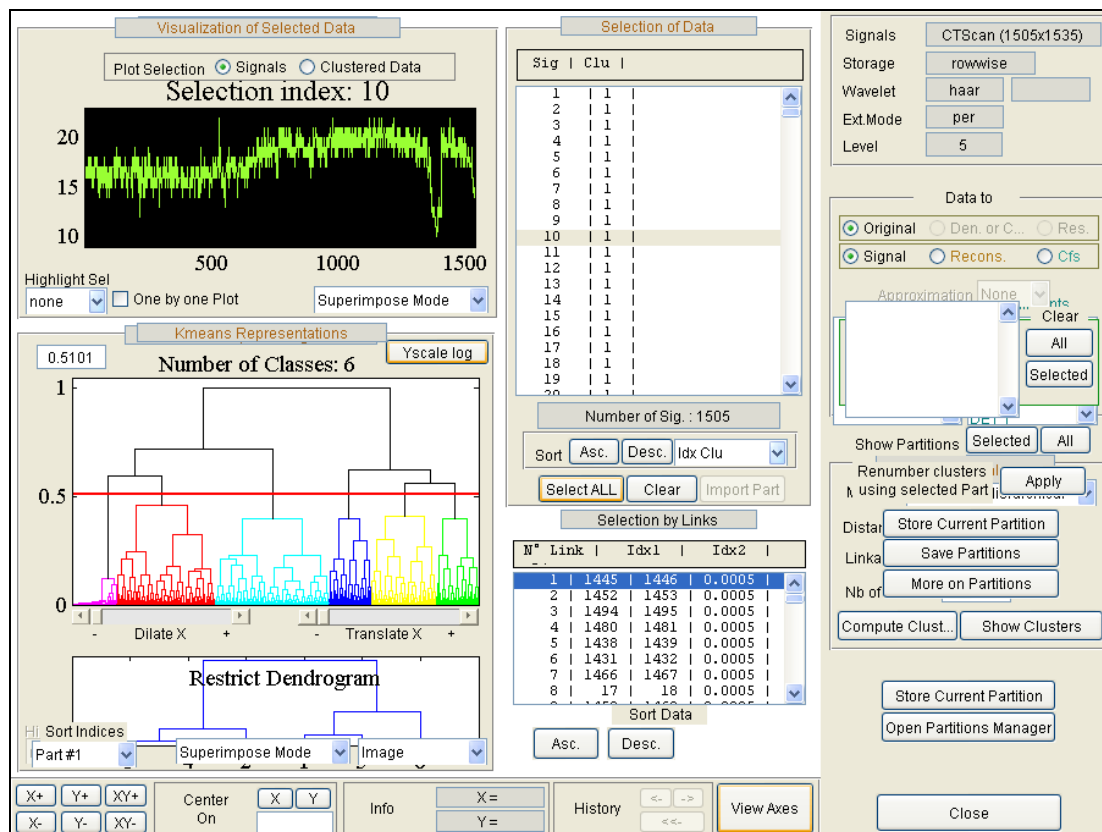 Visualization of Selected Data
Plot Selection Signals Clustered Data
Selection index: 10
20
15
10
500 1000 1500
Highlight Sel
none One by one Plot Superimpose Mode
Kmeans Representations
0.5101 Yscale log
Number of Classes: 6
1
0.5
0
- Dilate X + - Translate X +
Restrict Dendrogram
Sort Indices
Part #1 Superimpose Mode Image
Selection of Data
Sig | Clu |
1 | 1 |
2 | 1 |
3 | 1 |
4 | 1 |
5 | 1 |
6 | 1 |
7 | 1 |
8 | 1 |
9 | 1 |
10 | 1 |
11 | 1 |
12 | 1 |
13 | 1 |
14 | 1 |
15 | 1 |
16 | 1 |
17 | 1 |
18 | 1 |
19 | 1 |
20 | 1 |
Number of Sig. : 1505
Sort Asc. Desc. Idx Clu
Select ALL Clear Import Part
Selection by Links
N° Link | Idx1 | Idx2 |
1 | 1445 | 1446 | 0.0005 |
2 | 1452 | 1453 | 0.0005 |
3 | 1494 | 1495 | 0.0005 |
4 | 1480 | 1481 | 0.0005 |
5 | 1438 | 1439 | 0.0005 |
6 | 1431 | 1432 | 0.0005 |
7 | 1466 | 1467 | 0.0005 |
8 | 17 | 18 | 0.0005 |
Sort Data
Asc. Desc.
Signals CTScan (1505x1535)
Storage rowwise
Wavelet haar
Ext.Mode per
Level 5
Data to
Original Den. or C... Res.
Signal Recons. Cfs
Approximation None
Clear
All
Selected
Show Partitions Selected All
Renumber clusters
using selected Part Apply
Distan Store Current Partition
Linka Save Partitions
Nb of More on Partitions
Compute Clust... Show Clusters
Store Current Partition
Open Partitions Manager
X+ Y+ XY+
X- Y- XY-
Center
On
X Y
Info
X =
Y =
History
<- ->
<<-
View Axes
Close